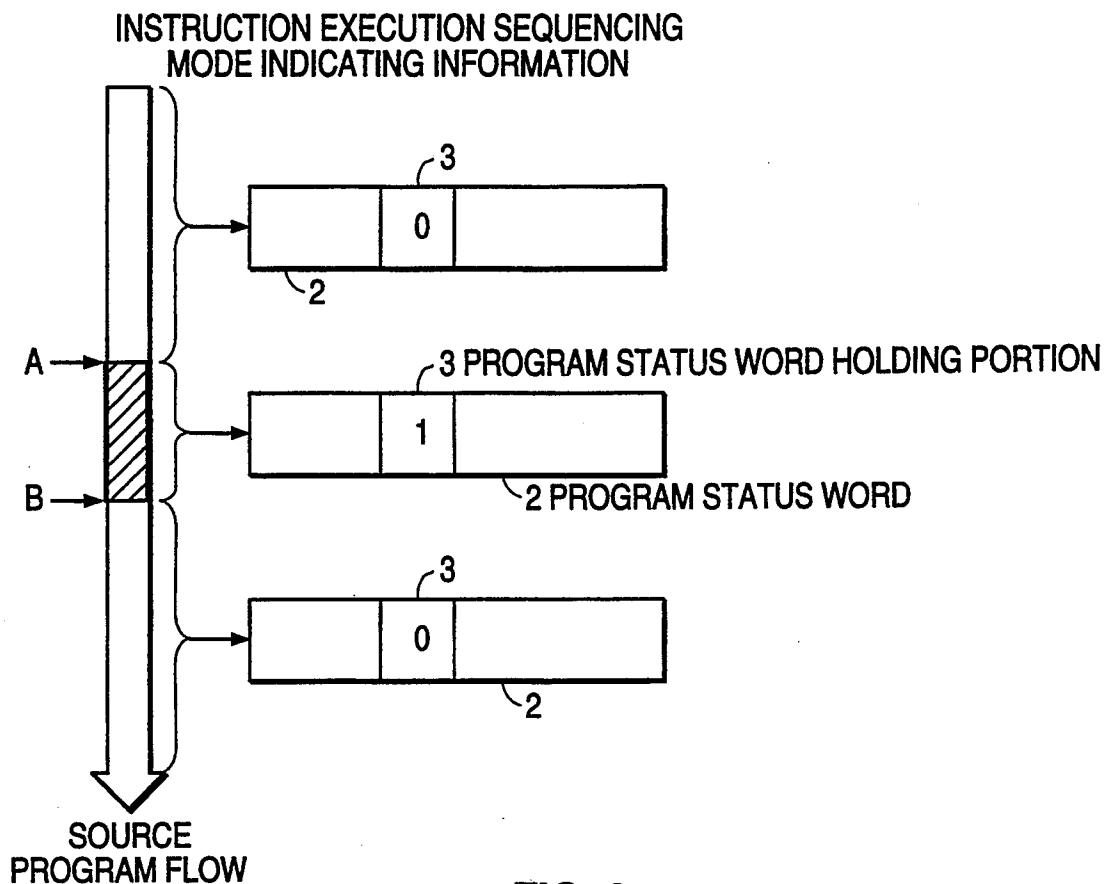 INSTRUCTION EXECUTION SEQUENCING
MODE INDICATING INFORMATION
3
0
2
A
3 PROGRAM STATUS WORD HOLDING PORTION
1
B
2 PROGRAM STATUS WORD
3
0
2
SOURCE
PROGRAM FLOW